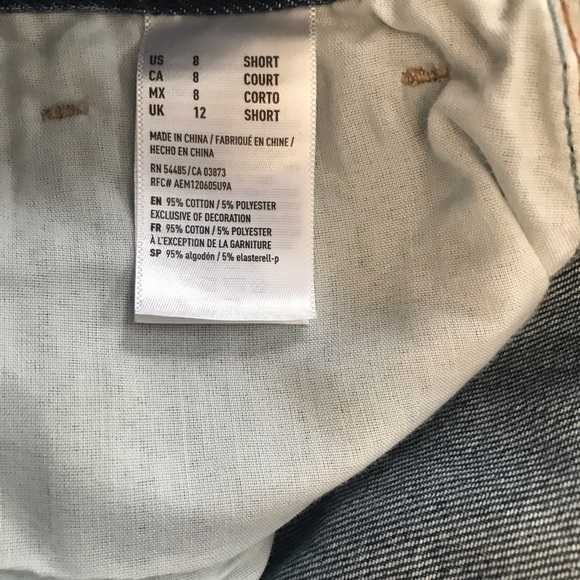 US 8 SHORT
CA 8 COURT
MX 8 CORTO
UK 12 SHORT
MADE IN CHINA / FABRIQUÉ EN CHINE /
HECHO EN CHINA
RN 54485 / CA 03873
RFC# AEM120605U9A
EN 95% COTTON / 5% POLYESTER
EXCLUSIVE OF DECORATION
FR 95% COTON / 5% POLYESTER
À L'EXCEPTION DE LA GARNITURE
SP 95% algodón / 5% elasterell-p